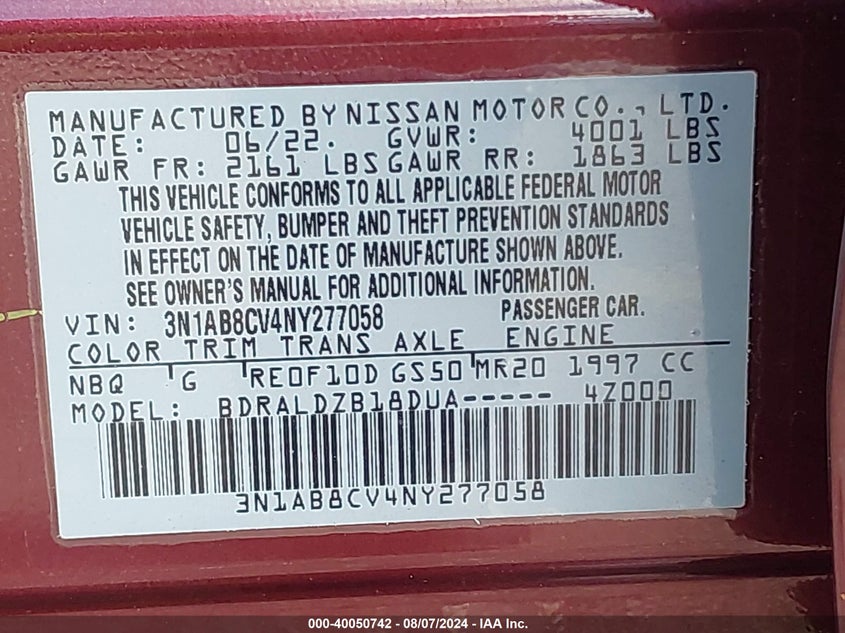 MANUFACTURED BY NISSAN MOTOR CO., LTD.
DATE: 06/22. GVWR: 4001 LBS
GAWR FR: 2161 LBS GAWR RR: 1863 LBS
THIS VEHICLE CONFORMS TO ALL APPLICABLE FEDERAL MOTOR
VEHICLE SAFETY, BUMPER AND THEFT PREVENTION STANDARDS
IN EFFECT ON THE DATE OF MANUFACTURE SHOWN ABOVE.
SEE OWNER'S MANUAL FOR ADDITIONAL INFORMATION.
VIN: 3N1AB8CV4NY277058 PASSENGER CAR.
COLOR TRIM TRANS AXLE ENGINE
NBQ G RE0F10D GS50 MR20 1997 CC
MODEL: BDRALDZB18DUA----- 4Z000
3N1AB8CV4NY277058
000-40050742 - 08/07/2024 - IAA Inc.